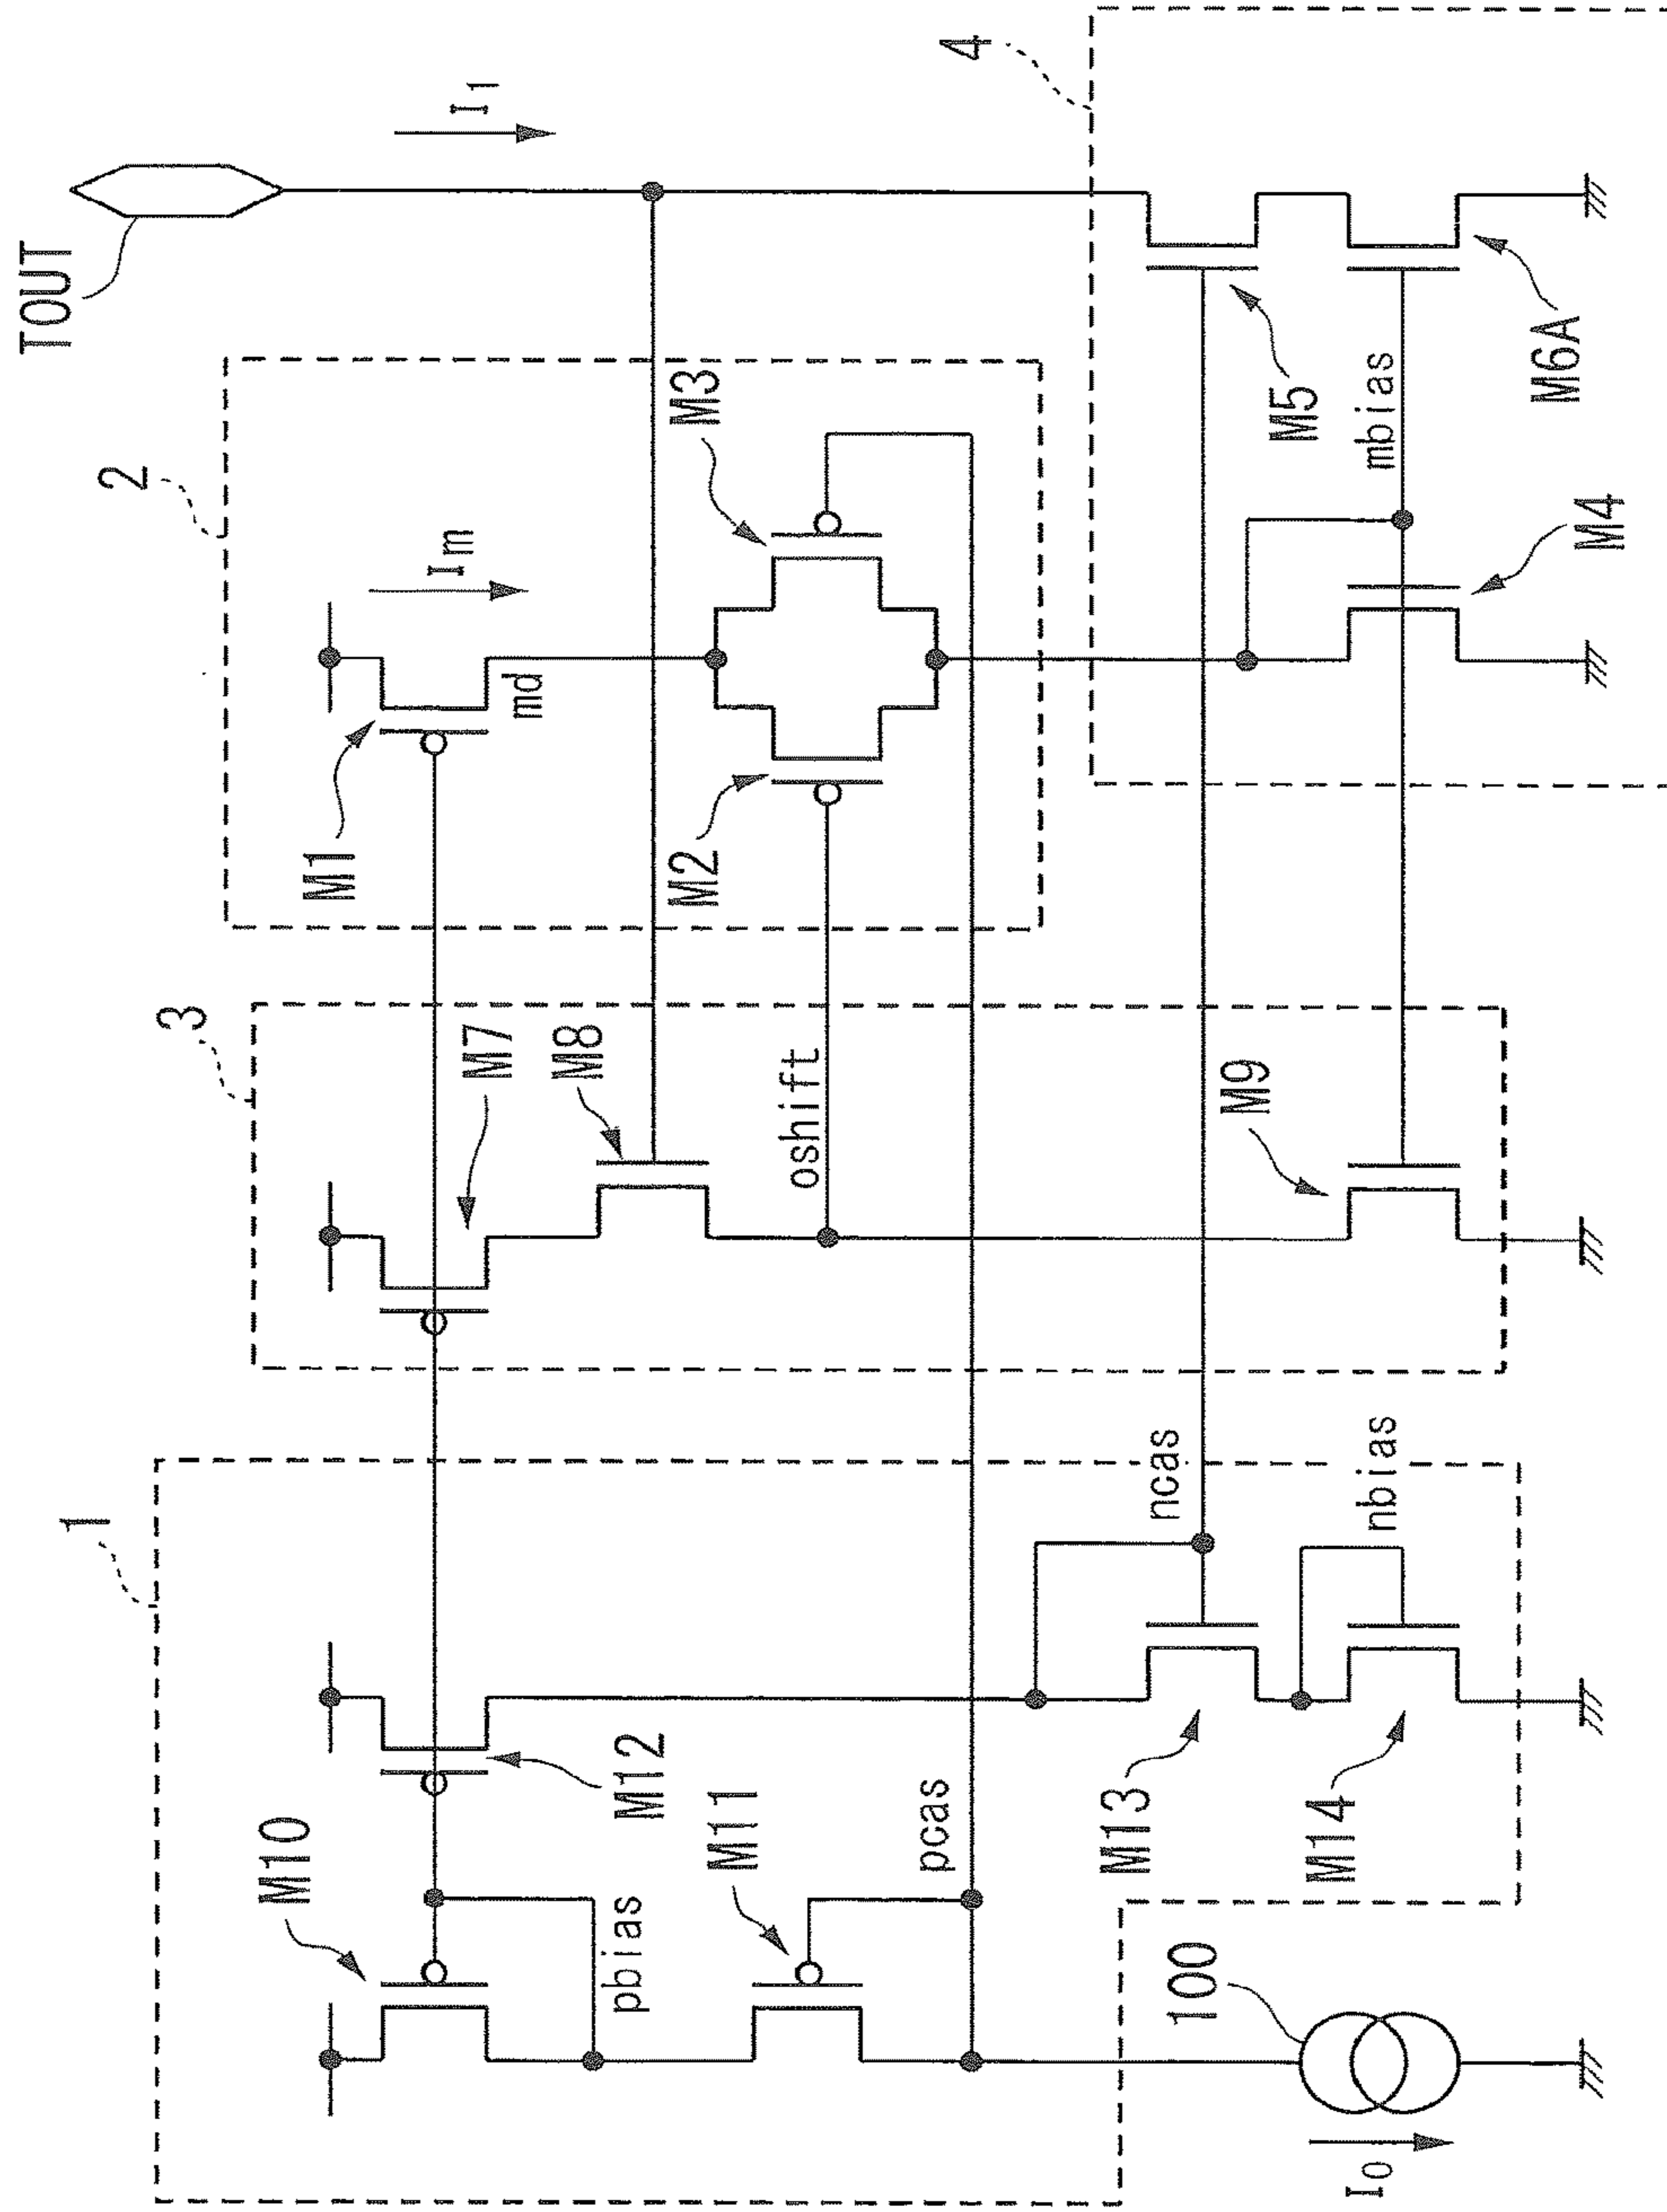 TOUT
I1
4
2
Im
M1
md
M2
M3
M5
mbias
M6A
M4
3
M7
M8
oshift
M9
1
M10
M12
pbias
M11
pcas
ncas
nbias
M13
M14
100
I0